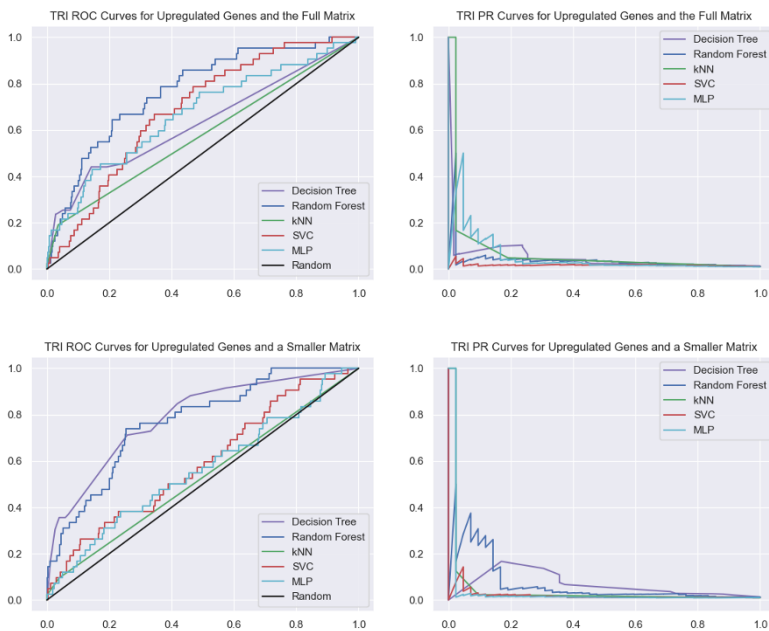 TRI ROC Curves for Upregulated Genes and the Full Matrix
1.0
0.8
0.6
0.4
0.2
0.0
0.0 0.2 0.4 0.6 0.8 1.0
Decision Tree
Random Forest
kNN
SVC
MLP
Random
TRI PR Curves for Upregulated Genes and the Full Matrix
1.0
0.8
0.6
0.4
0.2
0.0
0.0 0.2 0.4 0.6 0.8 1.0
Decision Tree
Random Forest
kNN
SVC
MLP
TRI ROC Curves for Upregulated Genes and a Smaller Matrix
1.0
0.8
0.6
0.4
0.2
0.0
0.0 0.2 0.4 0.6 0.8 1.0
Decision Tree
Random Forest
kNN
SVC
MLP
Random
TRI PR Curves for Upregulated Genes and a Smaller Matrix
1.0
0.8
0.6
0.4
0.2
0.0
0.0 0.2 0.4 0.6 0.8 1.0
Decision Tree
Random Forest
kNN
SVC
MLP